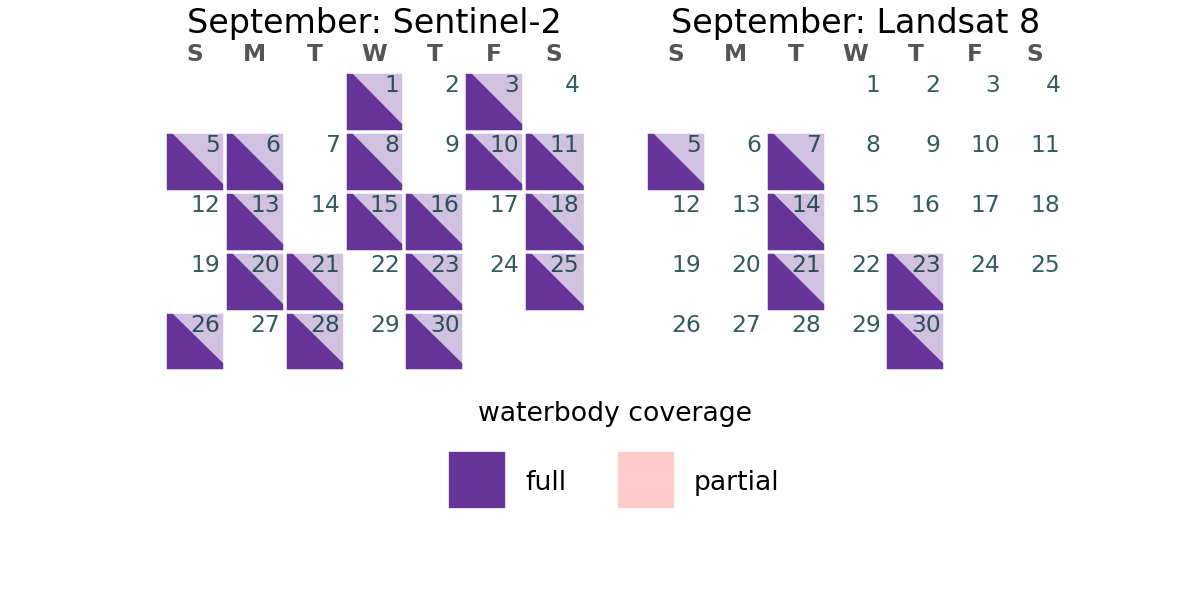 September: Sentinel-2
S M T W T F S
1 2 3 4
5 6 7 8 9 10 11
12 13 14 15 16 17 18
19 20 21 22 23 24 25
26 27 28 29 30
September: Landsat 8
S M T W T F S
1 2 3 4
5 6 7 8 9 10 11
12 13 14 15 16 17 18
19 20 21 22 23 24 25
26 27 28 29 30
waterbody coverage
full partial